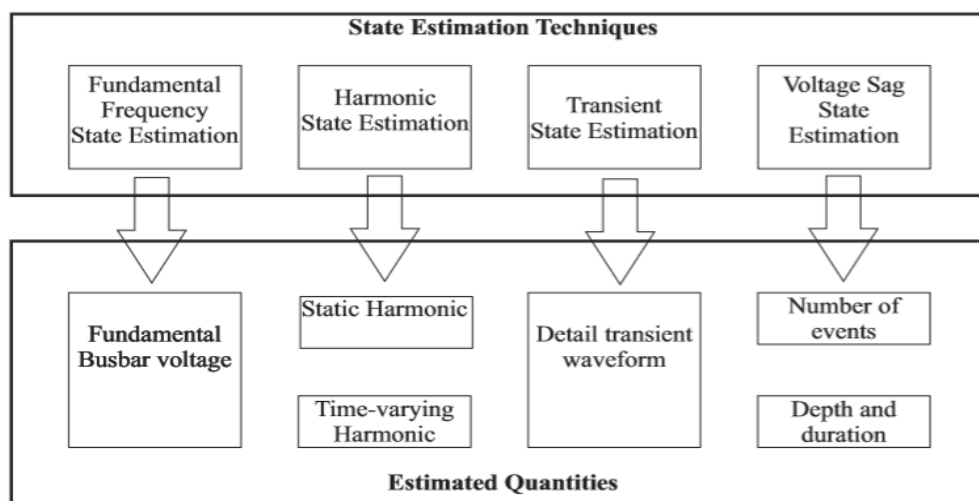 State Estimation Techniques
Fundamental
Frequency
State Estimation
Harmonic
State Estimation
Transient
State Estimation
Voltage Sag
State
Estimation
Fundamental
Busbar voltage
Static Harmonic
Time-varying
Harmonic
Detail transient
waveform
Number of
events
Depth and
duration
Estimated Quantities